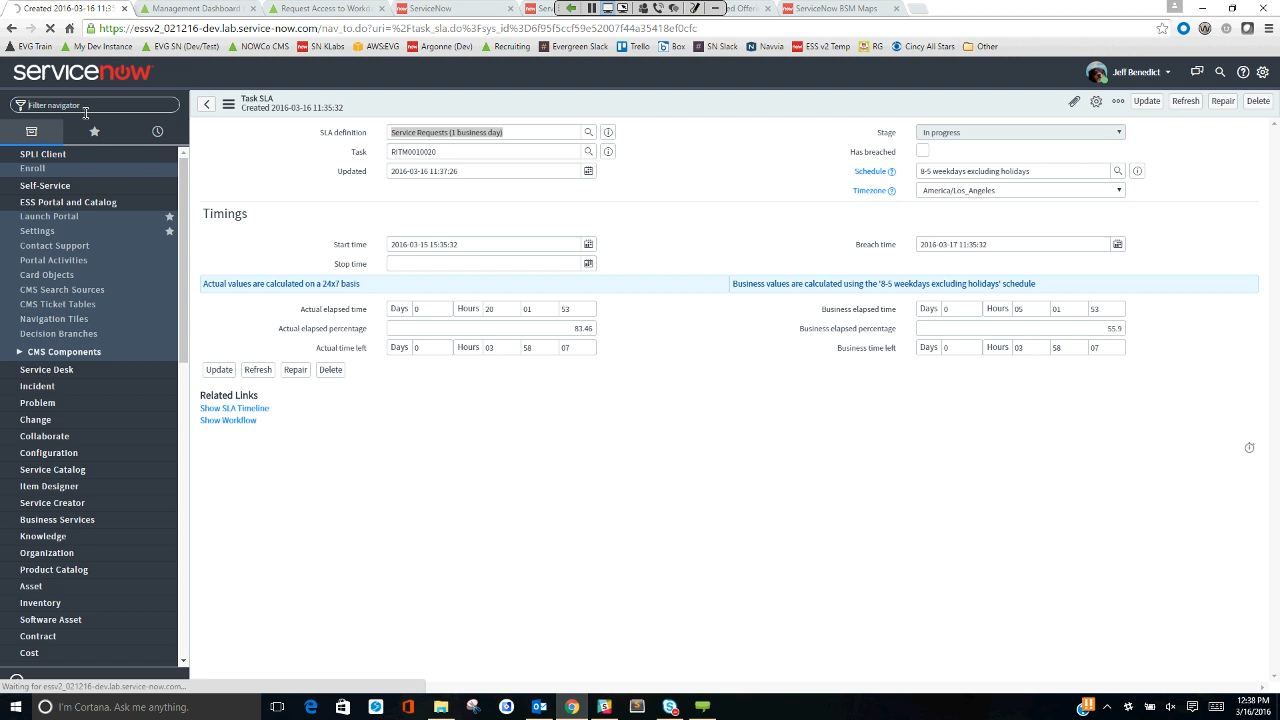 Created 2016-03-16 11:35:3
Management Dashboard
Request Access to Workd
ServiceNow
Ser
ed Offer
ServiceNow BSM Maps
https://essv2_021216-dev.lab.service-now.com/nav_to.do?uri=%2Ftask_sla.do%3Fsys_id
EVG Train
My Dev Instance
EVG SN (Test)
NOWCo CMS
SN KLabs
AWSxEVG
Argonne (Dev)
Recruiting
Evergreen Slack
Trello
BoxNotes
SN Slack
Navvia
ESS v2 Temp
RG
Cincy All Stars
Other
servicenow
Jeff Benedict
Filter navigator
Task SLA
Created 2016-03-16 11:35:32
Update
Refresh
Repair
Delete
SPLI Client
Enroll
Self-Service
ESS Portal and Catalog
Launch Portal
Settings
Contact Support
Portal Activities
Card Objects
CMS Search Sources
CMS Ticket Tables
Navigation Tiles
Decision Branches
CMS Components
Service Desk
Incident
Problem
Change
Collaborate
Configuration
Service Catalog
Item Designer
Service Creator
Business Services
Knowledge
Organization
Product Catalog
Asset
Inventory
Software Asset
Contract
Cost
SLA definition Service Requests (1 business day)
Stage In progress
Task RITM0010020
Has breached
Updated 2016-03-16 11:37:26
Schedule 8-5 weekdays excluding holidays
Timezone America/Los_Angeles
Timings
Start time 2016-03-15 15:35:32
Breach time 2016-03-17 11:35:32
Stop time
Actual values are calculated on a 24x7 basis
Business values are calculated using the '8-5 weekdays excluding holidays' schedule
Actual elapsed time Days 0 Hours 20 01 53
Business elapsed time Days 0 Hours 05 01 53
Actual elapsed percentage 83.46
Business elapsed percentage 55.9
Actual time left Days 0 Hours 03 58 07
Business time left Days 0 Hours 03 58 07
Update
Refresh
Repair
Delete
Related Links
Show SLA Timeline
Show Workflow
Waiting for essv2_021216-dev.lab.service-now.com...
I'm Cortana. Ask me anything.
12:38 PM
3/16/2016